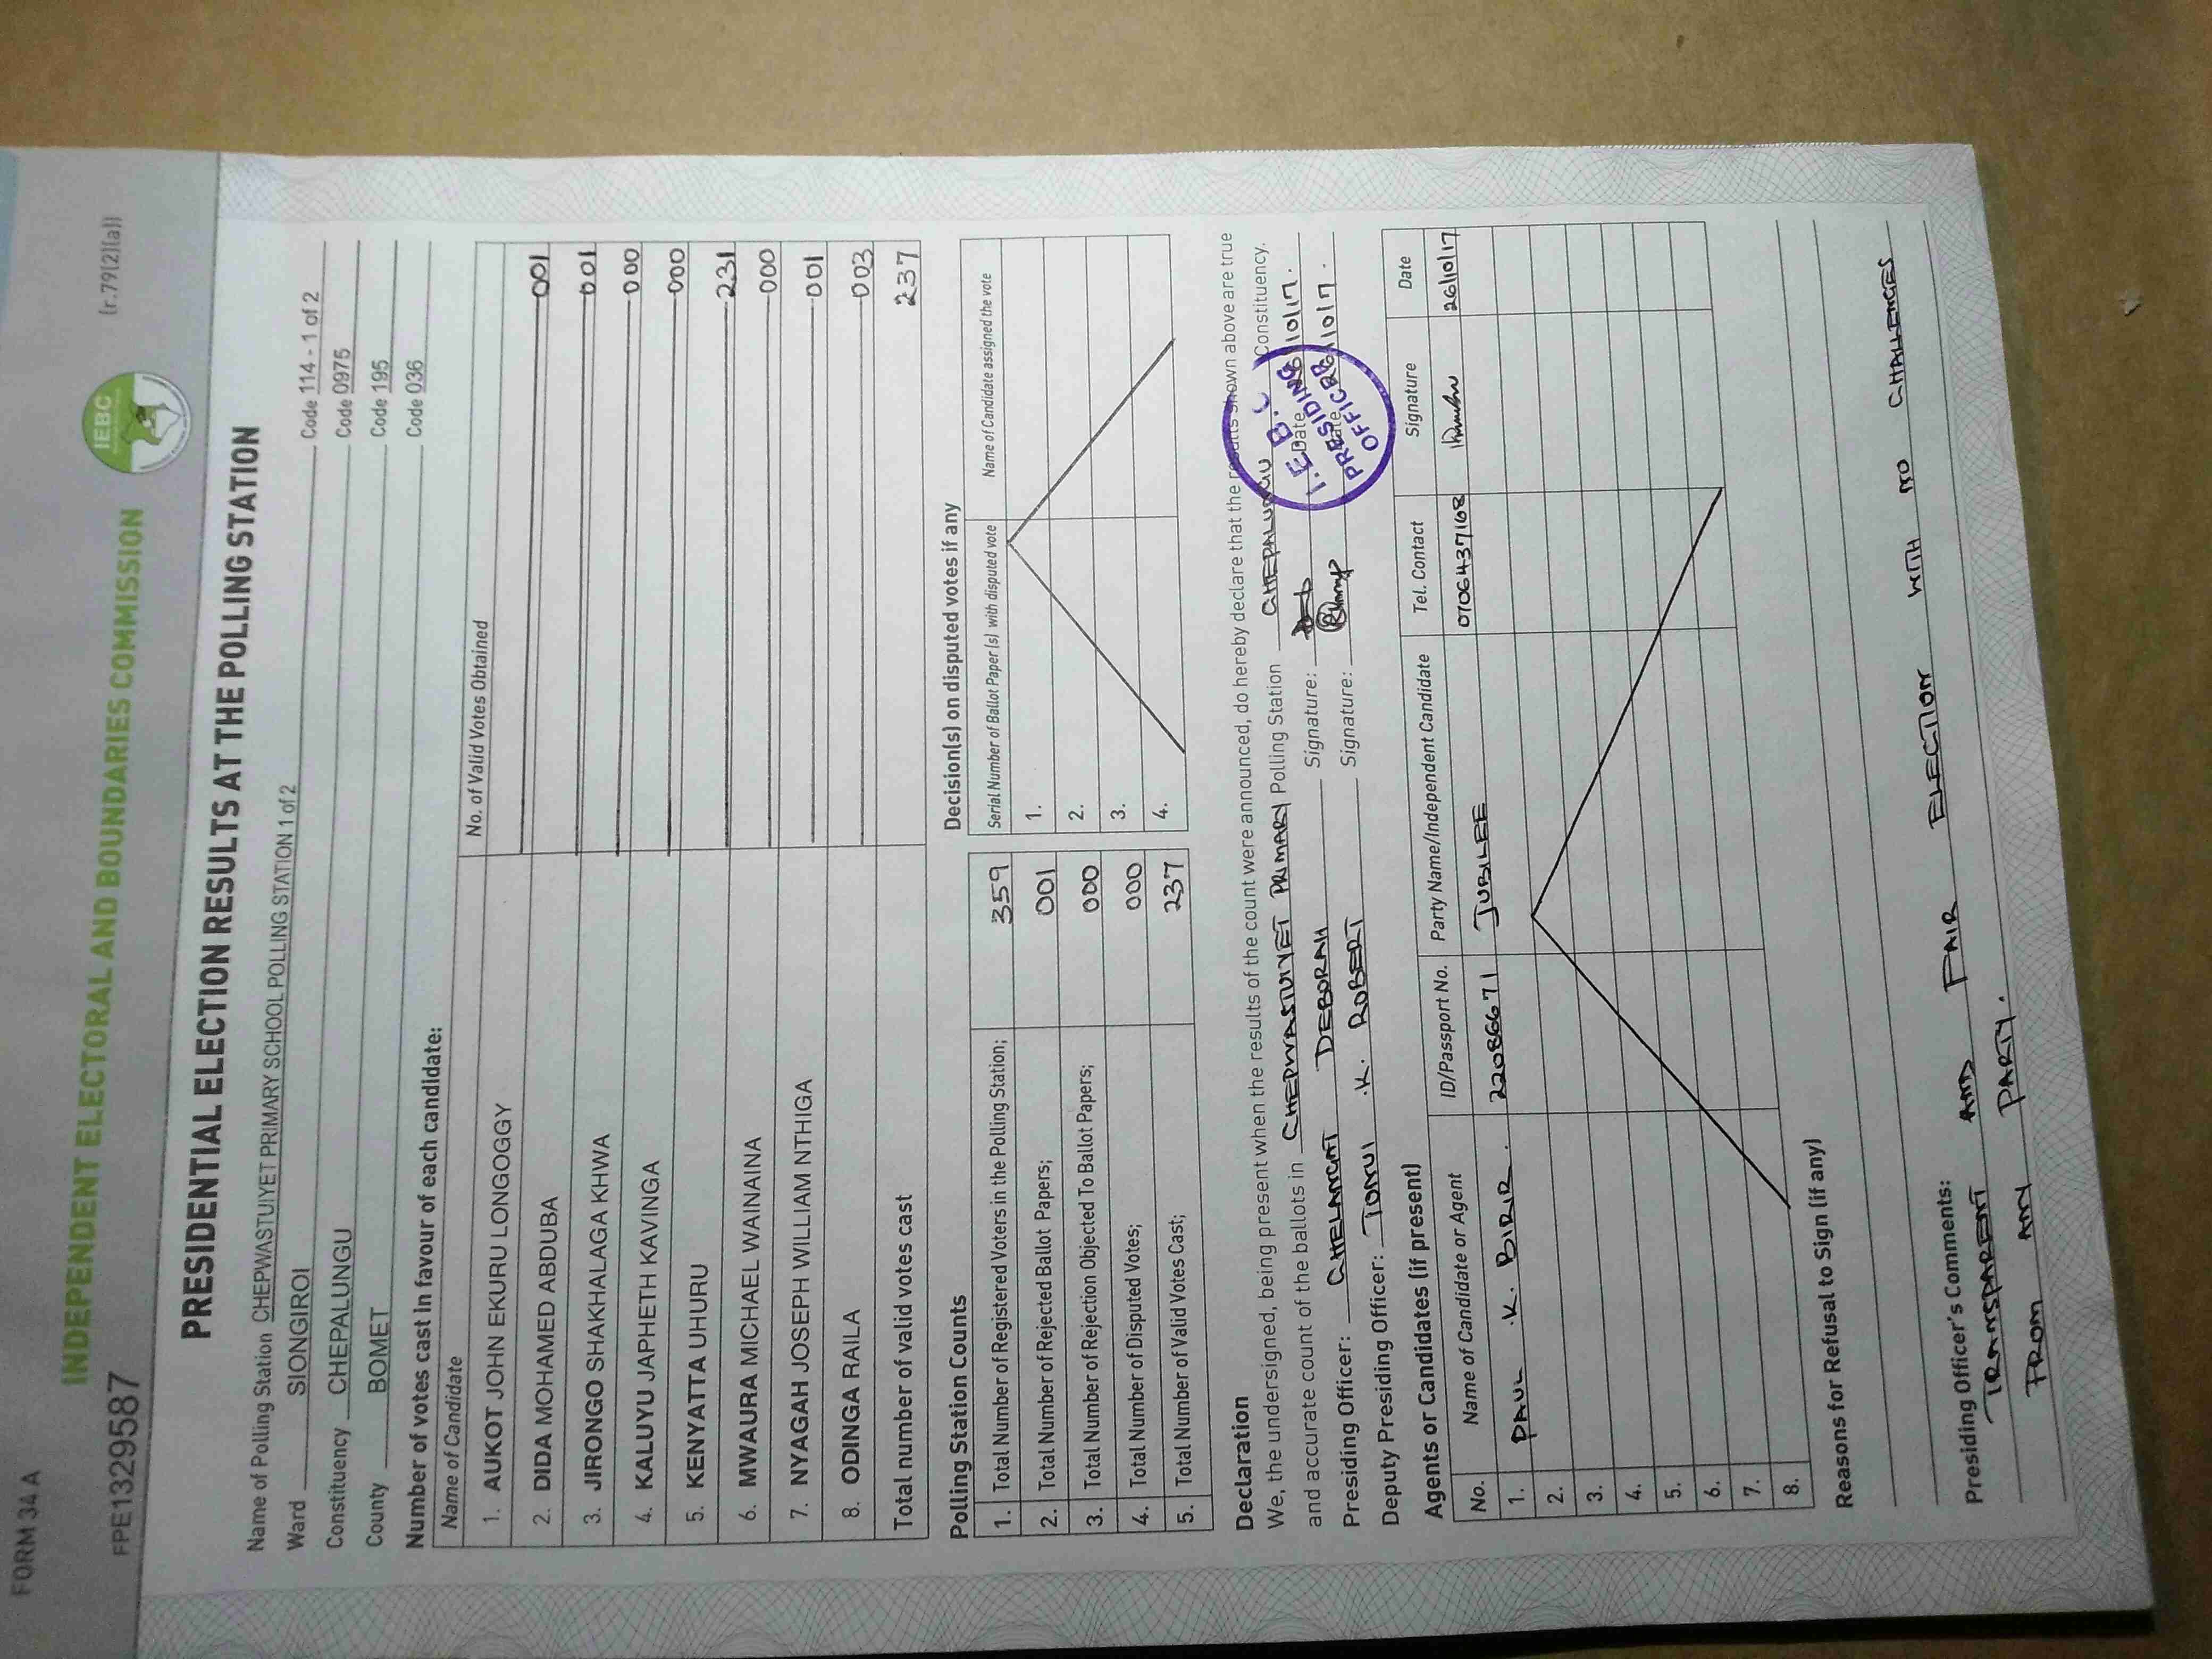 FORM 34 A
(r.79(2)(a))
FPE1329587
INDEPENDENT ELECTORAL AND BOUNDARIES COMMISSION
IEBC
PRESIDENTIAL ELECTION RESULTS AT THE POLLING STATION
Name of Polling Station CHEPWASTUIYET PRIMARY SCHOOL POLLING STATION 1 of 2 Code 114 - 1 of 2
Ward SIONGIROI Code 0975
Constituency CHEPALUNGU Code 195
County BOMET Code 036
Number of votes cast in favour of each candidate:
Name of Candidate No. of Valid Votes Obtained
1. AUKOT JOHN EKURU LONGOGGY 001
2. DIDA MOHAMED ABDUBA 001
3. JIRONGO SHAKHALAGA KHWA 000
4. KALUYU JAPHETH KAVINGA 000
5. KENYATTA UHURU 231
6. MWAURA MICHAEL WAINAINA 000
7. NYAGAH JOSEPH WILLIAM NTHIGA 001
8. ODINGA RAILA 003
Total number of valid votes cast 237
Polling Station Counts
1. Total Number of Registered Voters in the Polling Station; 359
2. Total Number of Rejected Ballot Papers; 001
3. Total Number of Rejection Objected To Ballot Papers; 000
4. Total Number of Disputed Votes; 000
5. Total Number of Valid Votes Cast; 237
Decision(s) on disputed votes if any
Serial Number of Ballot Paper (s) with disputed vote Name of Candidate assigned the vote
1.
2.
3.
4.
Declaration
We, the undersigned, being present when the results of the count were announced, do hereby declare that the results shown above are true
and accurate count of the ballots in CHEPWASTUIYET PRIMARY Polling Station CHEPALUNGU Constituency.
Presiding Officer: CHELANGAT DEBORAH Signature: Date 26/10/17.
Deputy Presiding Officer: TONUI .K. ROBERT Signature: Date 26/10/17.
I.E.B.C
PRESIDING
OFFICER
Agents or Candidates (if present)
No. Name of Candidate or Agent ID/Passport No. Party Name/Independent Candidate Tel. Contact Signature Date
1. PAUL .K. BIRIR . 22086671 JUBILEE 0706437168 26/10/17
2.
3.
4.
5.
6.
7.
8.
Reasons for Refusal to Sign (if any)
Presiding Officer's Comments:
TRANSPARENT AND FAIR ELECTION WITH NO CHALLENGES
FROM ANY PARTY.